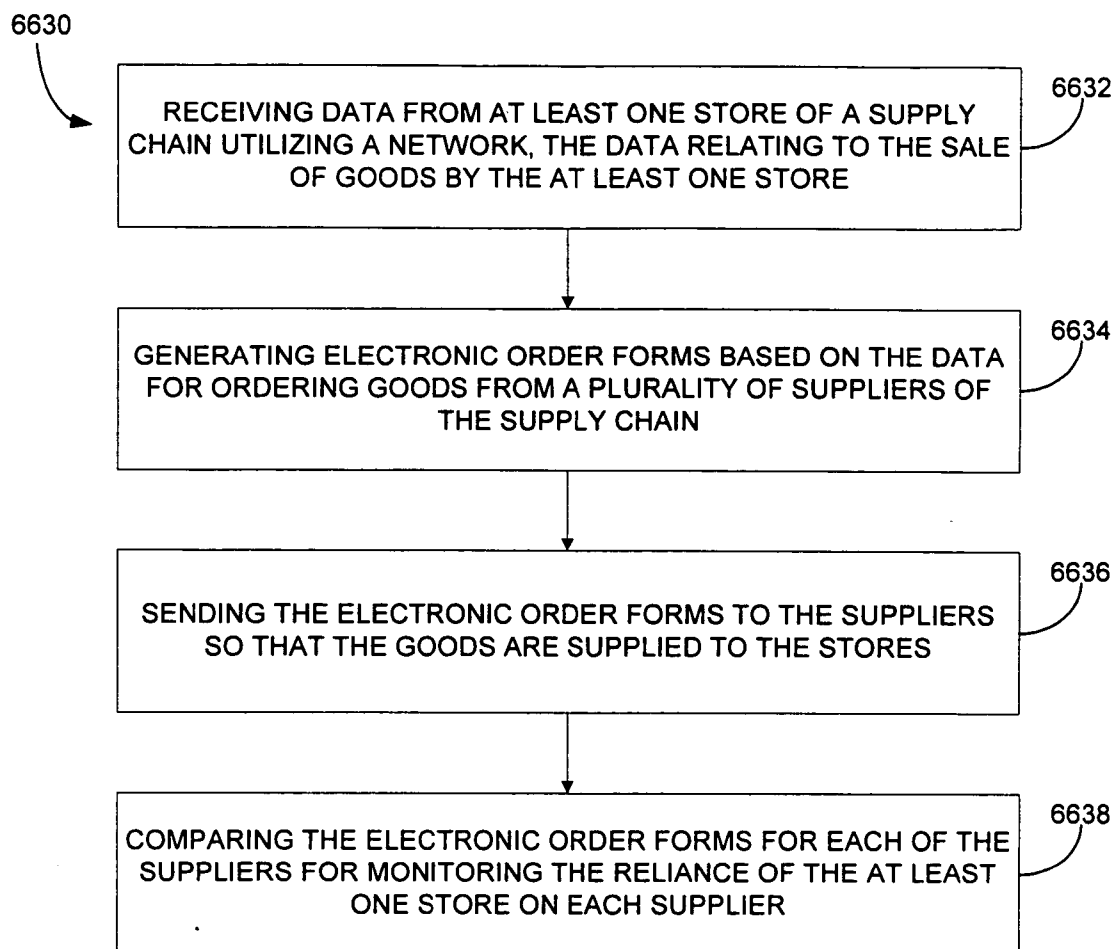 6630
RECEIVING DATA FROM AT LEAST ONE STORE OF A SUPPLY
CHAIN UTILIZING A NETWORK, THE DATA RELATING TO THE SALE
OF GOODS BY THE AT LEAST ONE STORE
6632
GENERATING ELECTRONIC ORDER FORMS BASED ON THE DATA
FOR ORDERING GOODS FROM A PLURALITY OF SUPPLIERS OF
THE SUPPLY CHAIN
6634
SENDING THE ELECTRONIC ORDER FORMS TO THE SUPPLIERS
SO THAT THE GOODS ARE SUPPLIED TO THE STORES
6636
COMPARING THE ELECTRONIC ORDER FORMS FOR EACH OF THE
SUPPLIERS FOR MONITORING THE RELIANCE OF THE AT LEAST
ONE STORE ON EACH SUPPLIER
6638